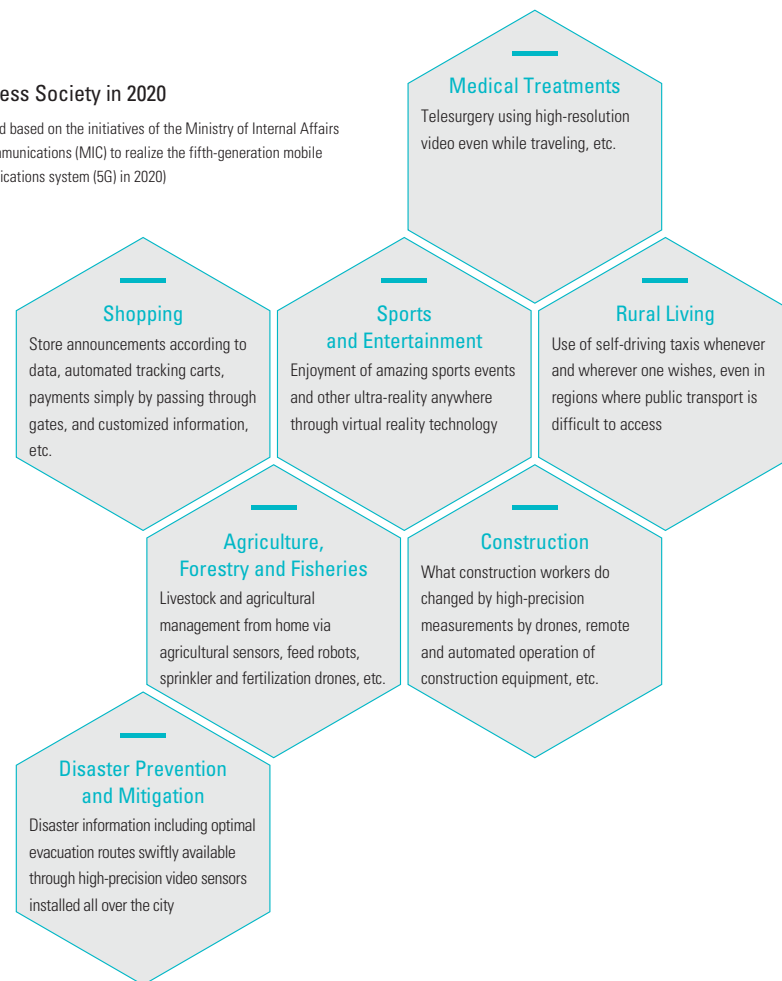 ess Society in 2020
d based on the initiatives of the Ministry of Internal Affairs
mmunications (MIC) to realize the fifth-generation mobile
ications system (5G) in 2020)
Medical Treatments
Telesurgery using high-resolution
video even while traveling, etc.
Shopping
Store announcements according to
data, automated tracking carts,
payments simply by passing through
gates, and customized information,
etc.
Sports
and Entertainment
Enjoyment of amazing sports events
and other ultra-reality anywhere
through virtual reality technology
Rural Living
Use of self-driving taxis whenever
and wherever one wishes, even in
regions where public transport is
difficult to access
Agriculture,
Forestry and Fisheries
Livestock and agricultural
management from home via
agricultural sensors, feed robots,
sprinkler and fertilization drones, etc.
Construction
What construction workers do
changed by high-precision
measurements by drones, remote
and automated operation of
construction equipment, etc.
Disaster Prevention
and Mitigation
Disaster information including optimal
evacuation routes swiftly available
through high-precision video sensors
installed all over the city